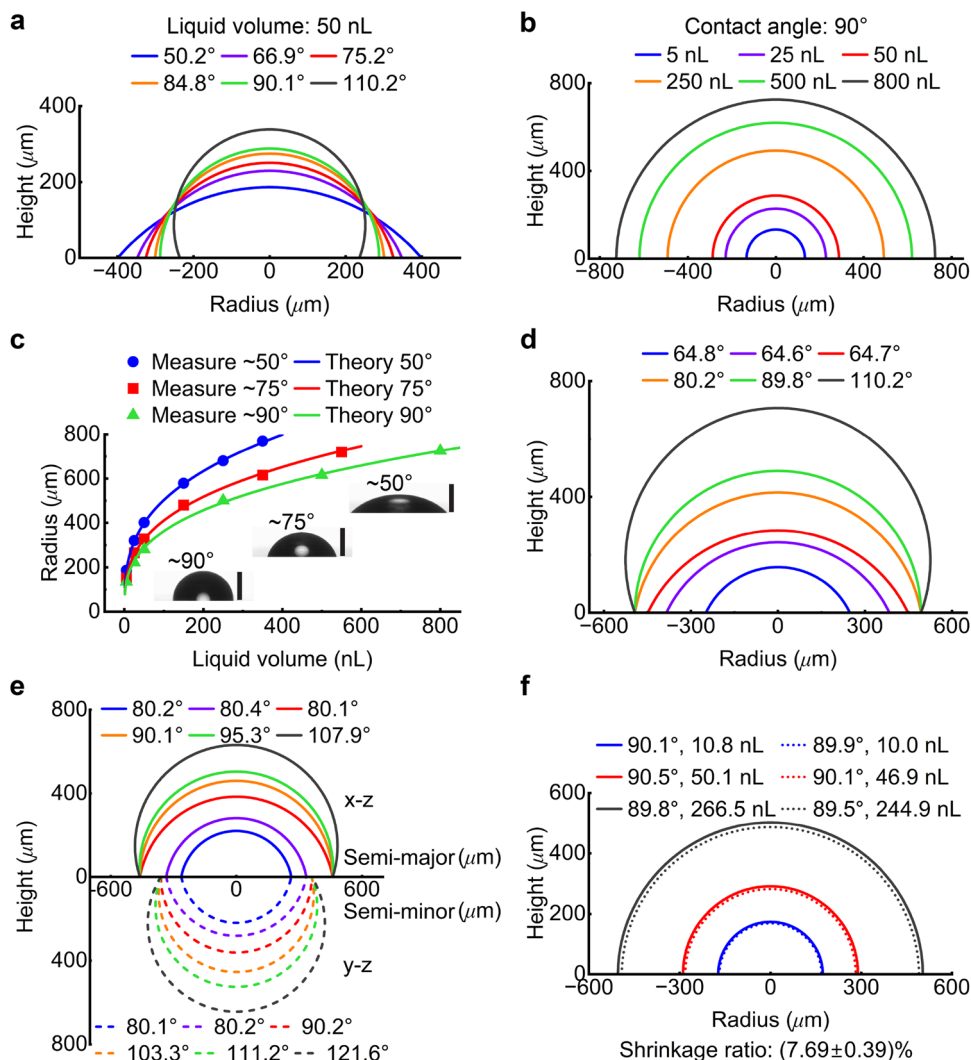 a
Liquid volume: 50 nL
50.2° 66.9° 75.2°
84.8° 90.1° 110.2°
Height (μm)
400
200
0
−400 −200 0 200 400
Radius (μm)
b
Contact angle: 90°
5 nL 25 nL 50 nL
250 nL 500 nL 800 nL
Height (μm)
800
400
0
−800 −400 0 400 800
Radius (μm)
c
Measure ~50° Theory 50°
Measure ~75° Theory 75°
Measure ~90° Theory 90°
Radius (μm)
800
600
400
200
0
~50°
~75°
~90°
0 200 400 600 800
Liquid volume (nL)
d
64.8° 64.6° 64.7°
80.2° 89.8° 110.2°
Height (μm)
800
400
0
−600 −300 0 300 600
Radius (μm)
e
80.2° 80.4° 80.1°
90.1° 95.3° 107.9°
Height (μm)
800
400
0
400
800
x-z
Semi-major (μm)
−600 0 600
Semi-minor (μm)
y-z
80.1° 80.2° 90.2°
103.3° 111.2° 121.6°
f
90.1°, 10.8 nL 89.9°, 10.0 nL
90.5°, 50.1 nL 90.1°, 46.9 nL
89.8°, 266.5 nL 89.5°, 244.9 nL
Height (μm)
600
400
200
0
−600 −300 0 300 600
Radius (μm)
Shrinkage ratio: (7.69±0.39)%